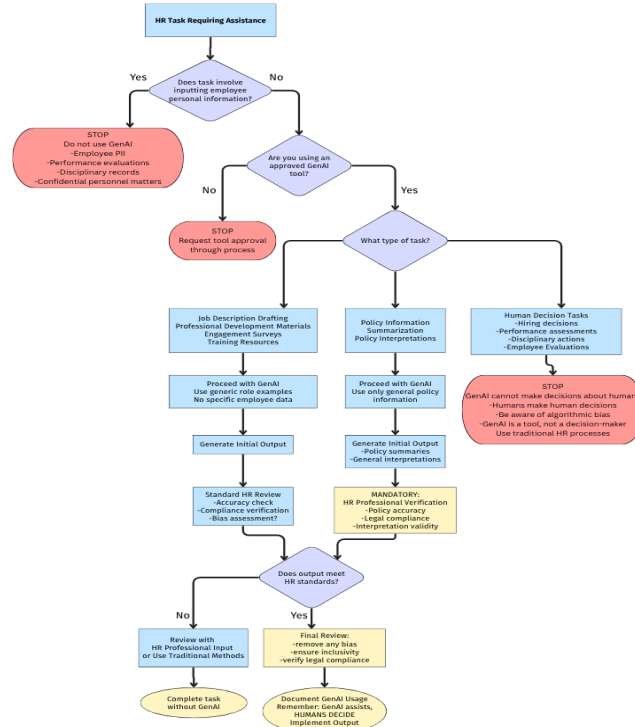 HR Task Requiring Assistance
Yes
Does task involve
inputting employee
personal information?
No
STOP
Do not use GenAI
-Employee PII
-Performance evaluations
-Disciplinary records
-Confidential personnel matters
Are you using an
approved GenAI
tool?
No
Yes
STOP
Request tool approval
through process
What type of task?
Job Description Drafting
Professional Development Materials
Engagement Surveys
Training Resources
Policy Information
Summarization
Policy Interpretations
Human Decision Tasks
-Hiring decisions
-Performance assessments
-Disciplinary actions
-Employee Evaluations
Proceed with GenAI
Use generic role examples
No specific employee data
Proceed with GenAI
Use only general policy
information
STOP
GenAI cannot make decisions about human
-Humans make human decisions
-Be aware of algorithmic bias
-GenAI is a tool, not a decision-maker
Use traditional HR processes
Generate Initial Output
Generate Initial Output
-Policy summaries
-General interpretations
Standard HR Review
-Accuracy check
-Compliance verification
-Bias assessment?
MANDATORY:
HR Professional Verification
-Policy accuracy
-Legal compliance
-Interpretation validity
Does output meet
HR standards?
No
Yes
Review with
HR Professional Input
or Use Traditional Methods
Final Review:
-remove any bias
-ensure inclusivity
-verify legal compliance
Complete task
without GenAI
Document GenAI Usage
Remember: GenAI assists,
HUMANS DECIDE
Implement Output